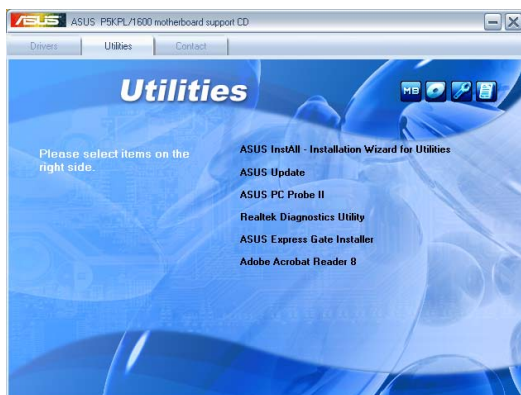 ASUS ASUS P5KPL/1600 motherboard support CD
Drivers Utilities Contact
Utilities
MB
Please select items on the
right side.
ASUS InstAll - Installation Wizard for Utilities
ASUS Update
ASUS PC Probe II
Realtek Diagnostics Utility
ASUS Express Gate Installer
Adobe Acrobat Reader 8